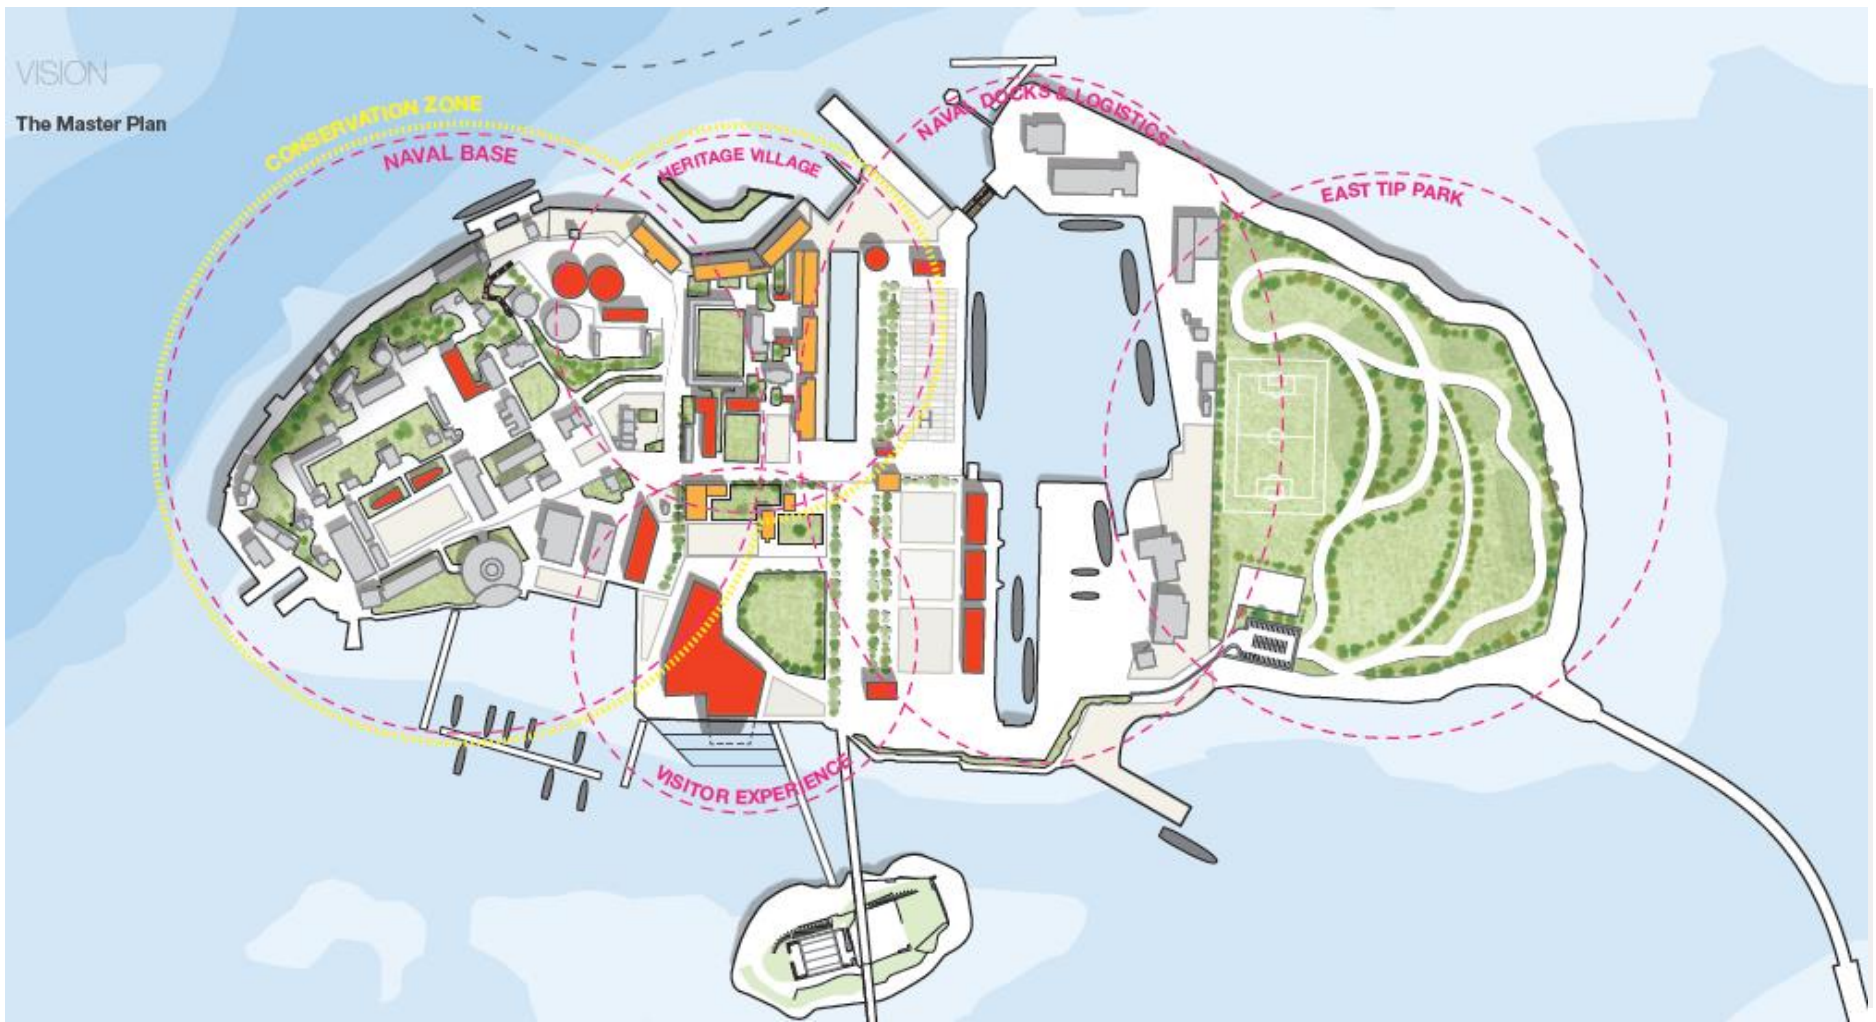 VISION
The Master Plan
CONSERVATION ZONE
NAVAL BASE
HERITAGE VILLAGE
NAVAL DOCKS & LOGISTICS
EAST TIP PARK
H
VISITOR EXPERIENCE